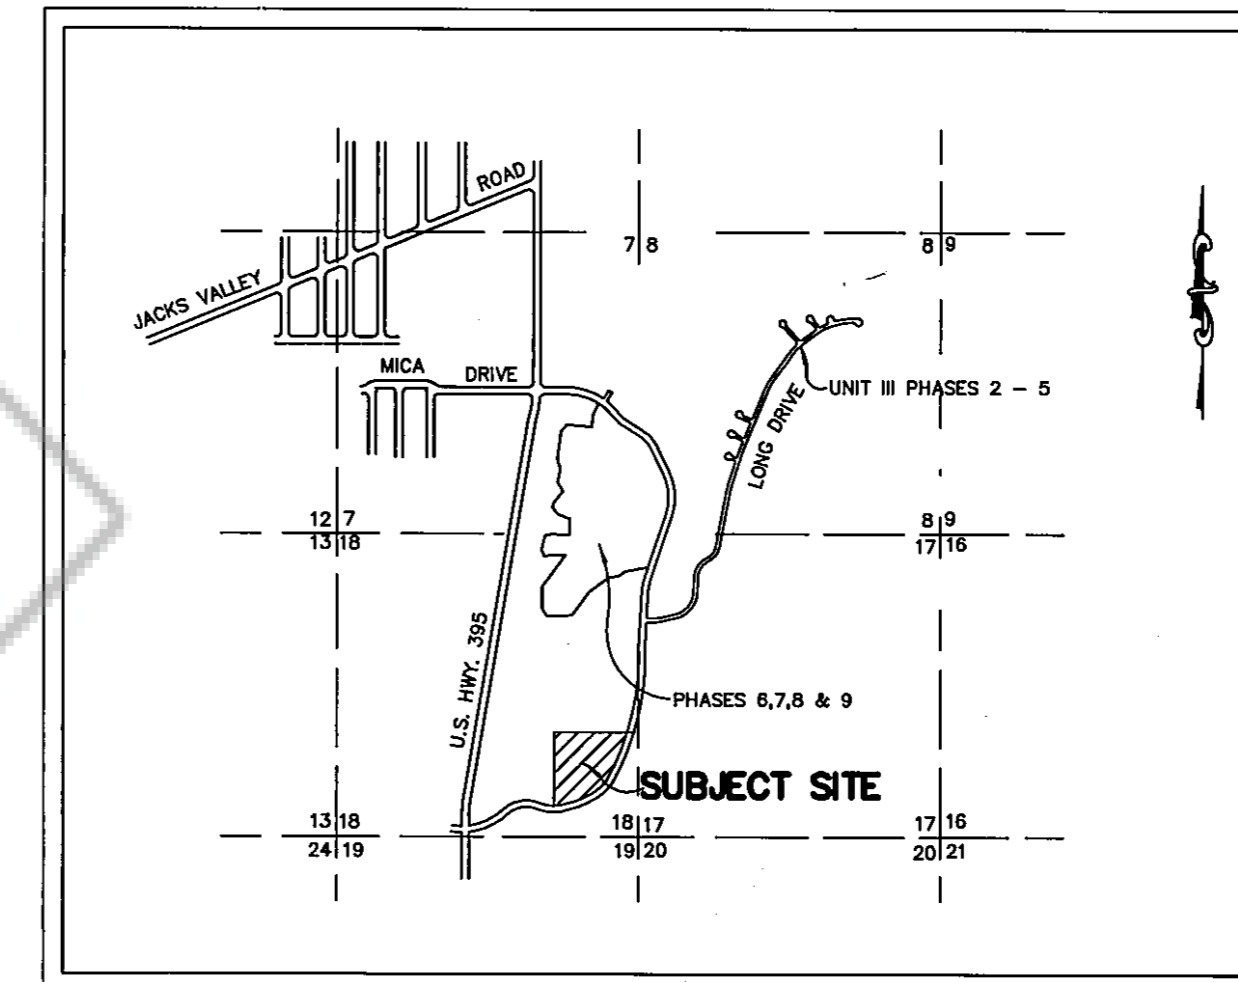 ROAD
7 8
8 9
JACKS VALLEY
MICA DRIVE
UNIT III PHASES 2 - 5
LONG DRIVE
12 7
13 18
8 9
17 16
U.S. HWY. 395
PHASES 6,7,8 & 9
SUBJECT SITE
13 18
24 19
18 17
19 20
17 16
20 21